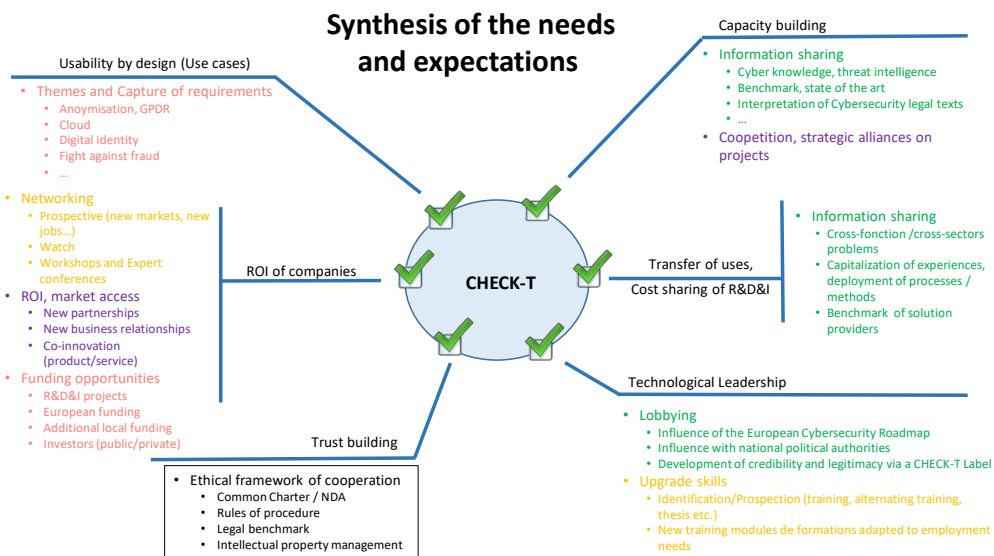 Synthesis of the needs
and expectations
Usability by design (Use cases)
• Themes and Capture of requirements
• Anoymisation, GPDR
• Cloud
• Digital identity
• Fight against fraud
• ...
• Networking
• Prospective (new markets, new
jobs...)
• Watch
• Workshops and Expert
conferences
• ROI, market access
• New partnerships
• New business relationships
• Co-innovation
(product/service)
• Funding opportunities
• R&D&I projects
• European funding
• Additional local funding
• Investors (public/private)
ROI of companies
Trust building
• Ethical framework of cooperation
• Common Charter / NDA
• Rules of procedure
• Legal benchmark
• Intellectual property management
CHECK-T
Capacity building
• Information sharing
• Cyber knowledge, threat intelligence
• Benchmark, state of the art
• Interpretation of Cybersecurity legal texts
• ...
• Coopetition, strategic alliances on
projects
Transfer of uses,
Cost sharing of R&D&I
• Information sharing
• Cross-fonction /cross-sectors
problems
• Capitalization of experiences,
deployment of processes /
methods
• Benchmark of solution
providers
Technological Leadership
• Lobbying
• Influence of the European Cybersecurity Roadmap
• Influence with national political authorities
• Development of credibility and legitimacy via a CHECK-T Label
• Upgrade skills
• Identification/Prospection (training, alternating training,
thesis etc.)
• New training modules de formations adapted to employment
needs